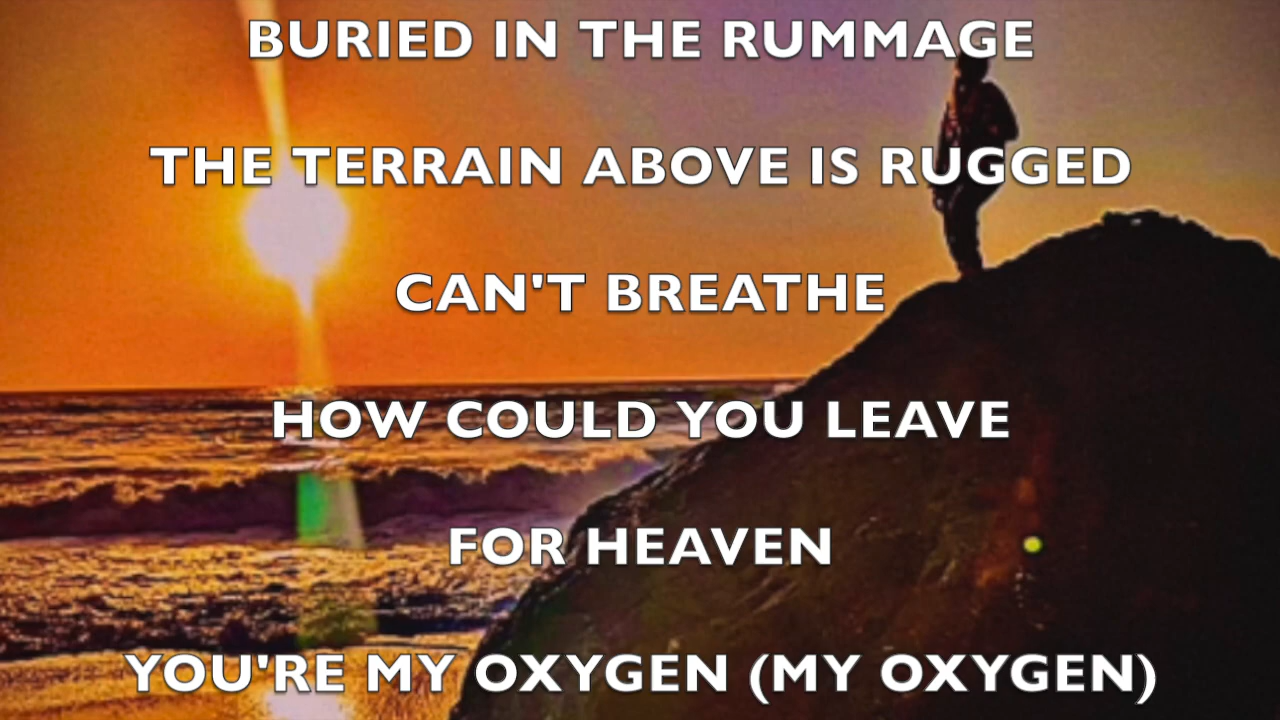 BURIED IN THE RUMMAGE
THE TERRAIN ABOVE IS RUGGED
CAN'T BREATHE
HOW COULD YOU LEAVE
FOR HEAVEN
YOU'RE MY OXYGEN (MY OXYGEN)